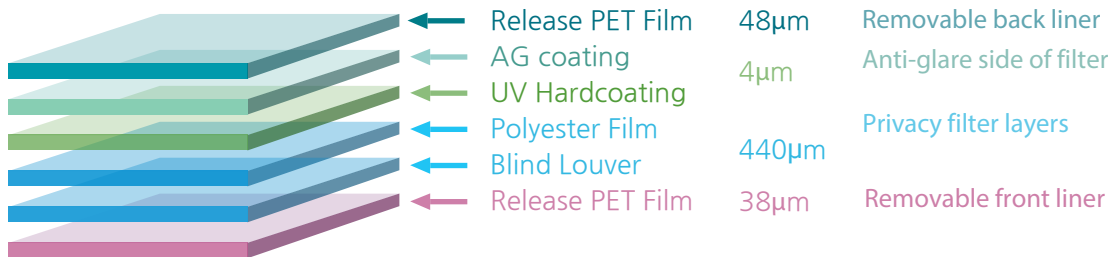 Release PET Film 48μm Removable back liner
AG coating Anti-glare side of filter
4μm
UV Hardcoating
Polyester Film Privacy filter layers
440μm
Blind Louver
Release PET Film 38μm Removable front liner